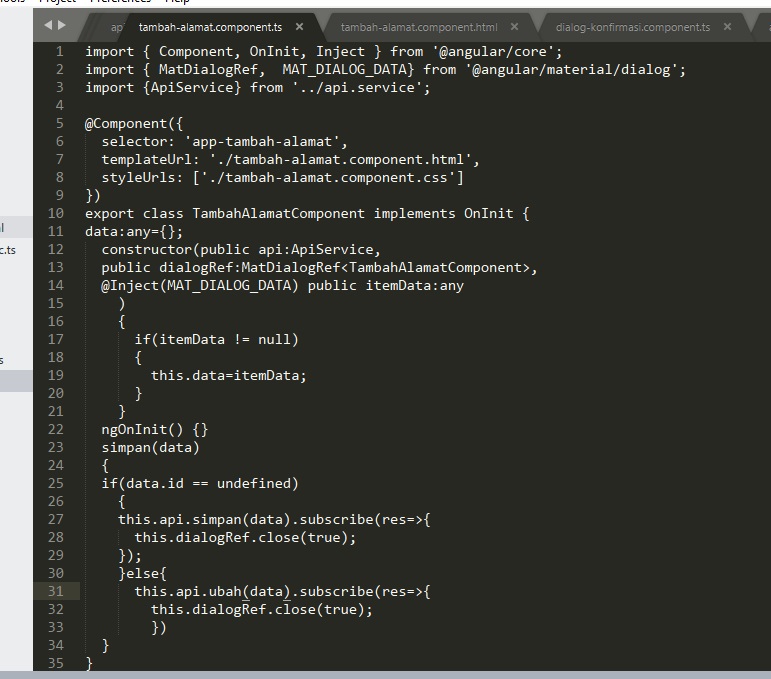 Project
Preferences
Help
ap
tambah-alamat.component.ts ×
tambah-alamat.component.html ×
dialog-konfirmasi.component.ts ×
1 import { Component, OnInit, Inject } from '@angular/core';
2 import { MatDialogRef,  MAT_DIALOG_DATA} from '@angular/material/dialog';
3 import {ApiService} from '../api.service';
4
5 @Component({
6   selector: 'app-tambah-alamat',
7   templateUrl: './tambah-alamat.component.html',
8   styleUrls: ['./tambah-alamat.component.css']
9 })
10 export class TambahAlamatComponent implements OnInit {
11 data:any={};
12   constructor(public api:ApiService,
13   public dialogRef:MatDialogRef<TambahAlamatComponent>,
14   @Inject(MAT_DIALOG_DATA) public itemData:any
15     )
16     {
17       if(itemData != null)
18       {
19         this.data=itemData;
20       }
21     }
22   ngOnInit() {}
23   simpan(data)
24   {
25   if(data.id == undefined)
26     {
27     this.api.simpan(data).subscribe(res=>{
28       this.dialogRef.close(true);
29     });
30     }else{
31       this.api.ubah(data).subscribe(res=>{
32         this.dialogRef.close(true);
33         })
34   }
35 }
c.ts